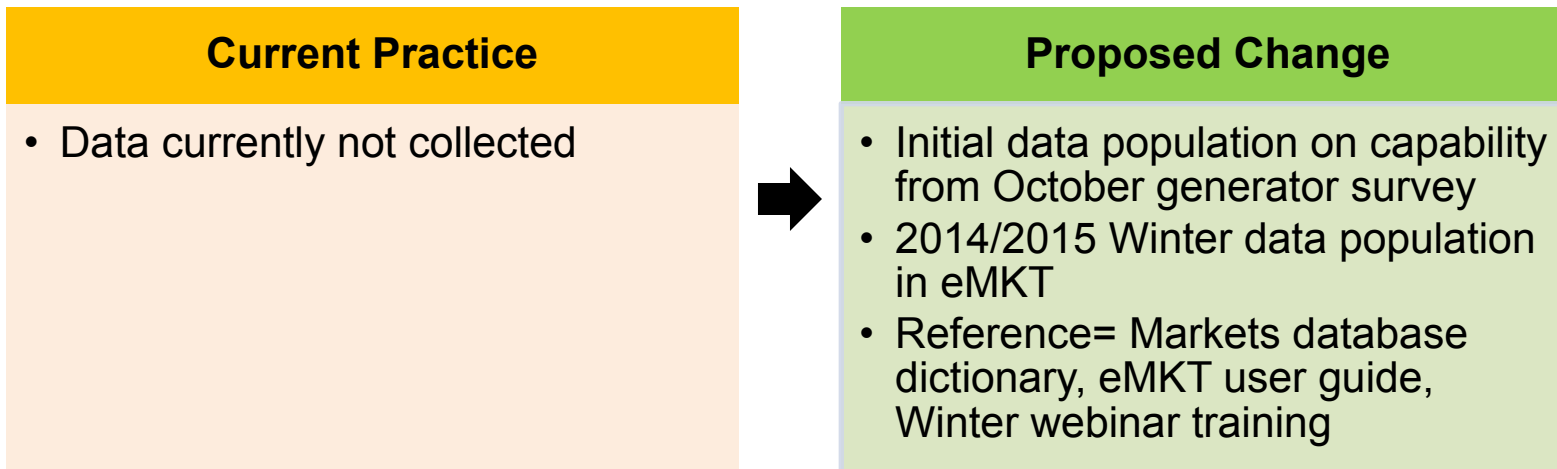 Current Practice
• Data currently not collected
Proposed Change
• Initial data population on capability
from October generator survey
• 2014/2015 Winter data population
in eMKT
• Reference= Markets database
dictionary, eMKT user guide,
Winter webinar training